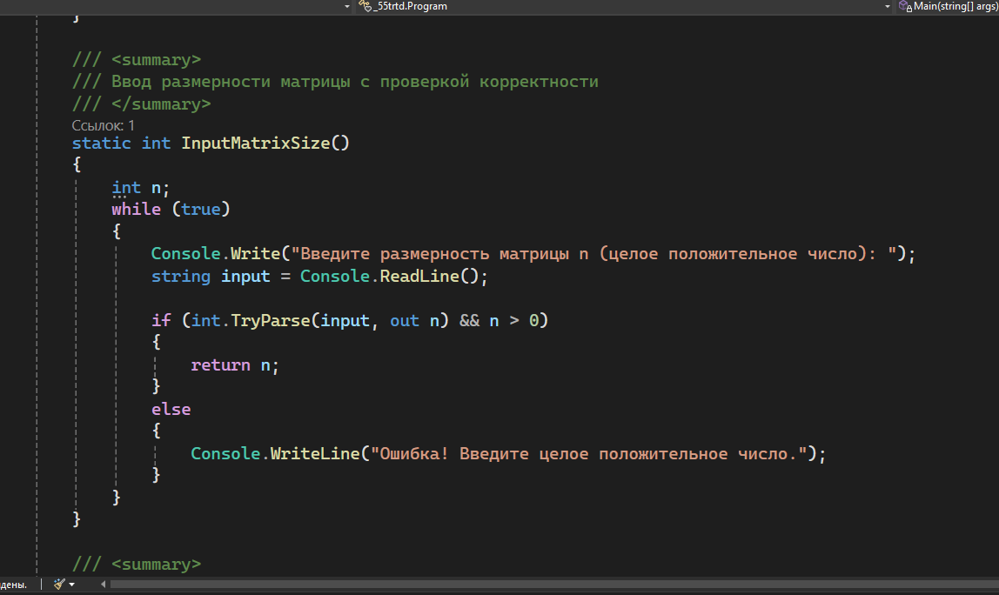 _55trtd.Program
Main(string[] args)
}
/// <summary>
/// Ввод размерности матрицы с проверкой корректности
/// </summary>
Ссылок: 1
static int InputMatrixSize()
{
int n;
while (true)
{
Console.Write("Введите размерность матрицы n (целое положительное число): ");
string input = Console.ReadLine();
if (int.TryParse(input, out n) && n > 0)
{
return n;
}
else
{
Console.WriteLine("Ошибка! Введите целое положительное число.");
}
}
}
/// <summary>
дены.